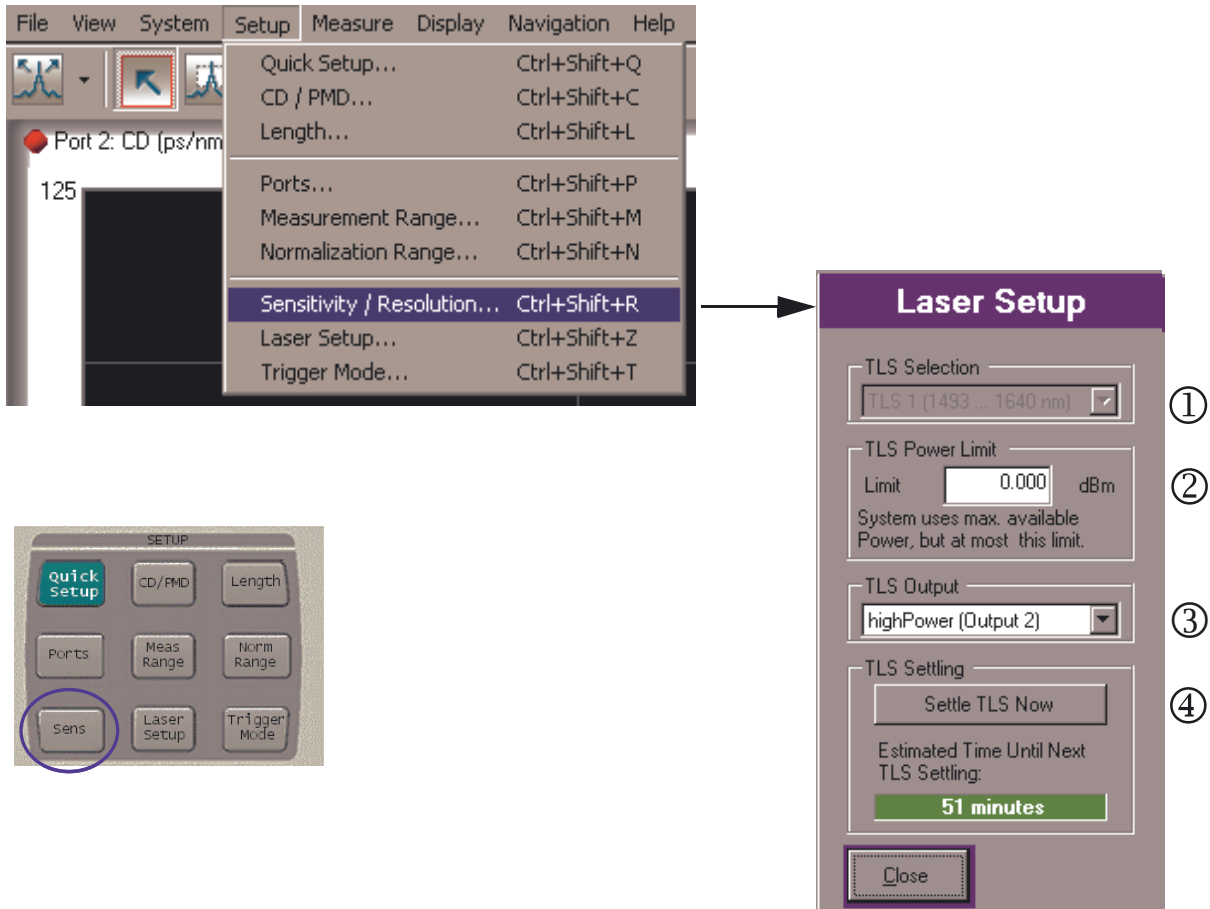 File View System Setup Measure Display Navigation Help
Quick Setup... Ctrl+Shift+Q
CD / PMD... Ctrl+Shift+C
Length... Ctrl+Shift+L
Ports... Ctrl+Shift+P
Measurement Range... Ctrl+Shift+M
Normalization Range... Ctrl+Shift+N
Sensitivity / Resolution... Ctrl+Shift+R
Laser Setup... Ctrl+Shift+Z
Trigger Mode... Ctrl+Shift+T
Port 2: CD (ps/nm
125
SETUP
Quick
Setup
CD/PMD
Length
Ports
Meas
Range
Norm
Range
Sens
Laser
Setup
Trigger
Mode
Laser Setup
TLS Selection
TLS 1 (1493 ... 1640 nm)
①
TLS Power Limit
Limit 0.000 dBm
②
System uses max. available
Power, but at most this limit.
TLS Output
highPower (Output 2)
③
TLS Settling
Settle TLS Now
④
Estimated Time Until Next
TLS Settling:
51 minutes
Close